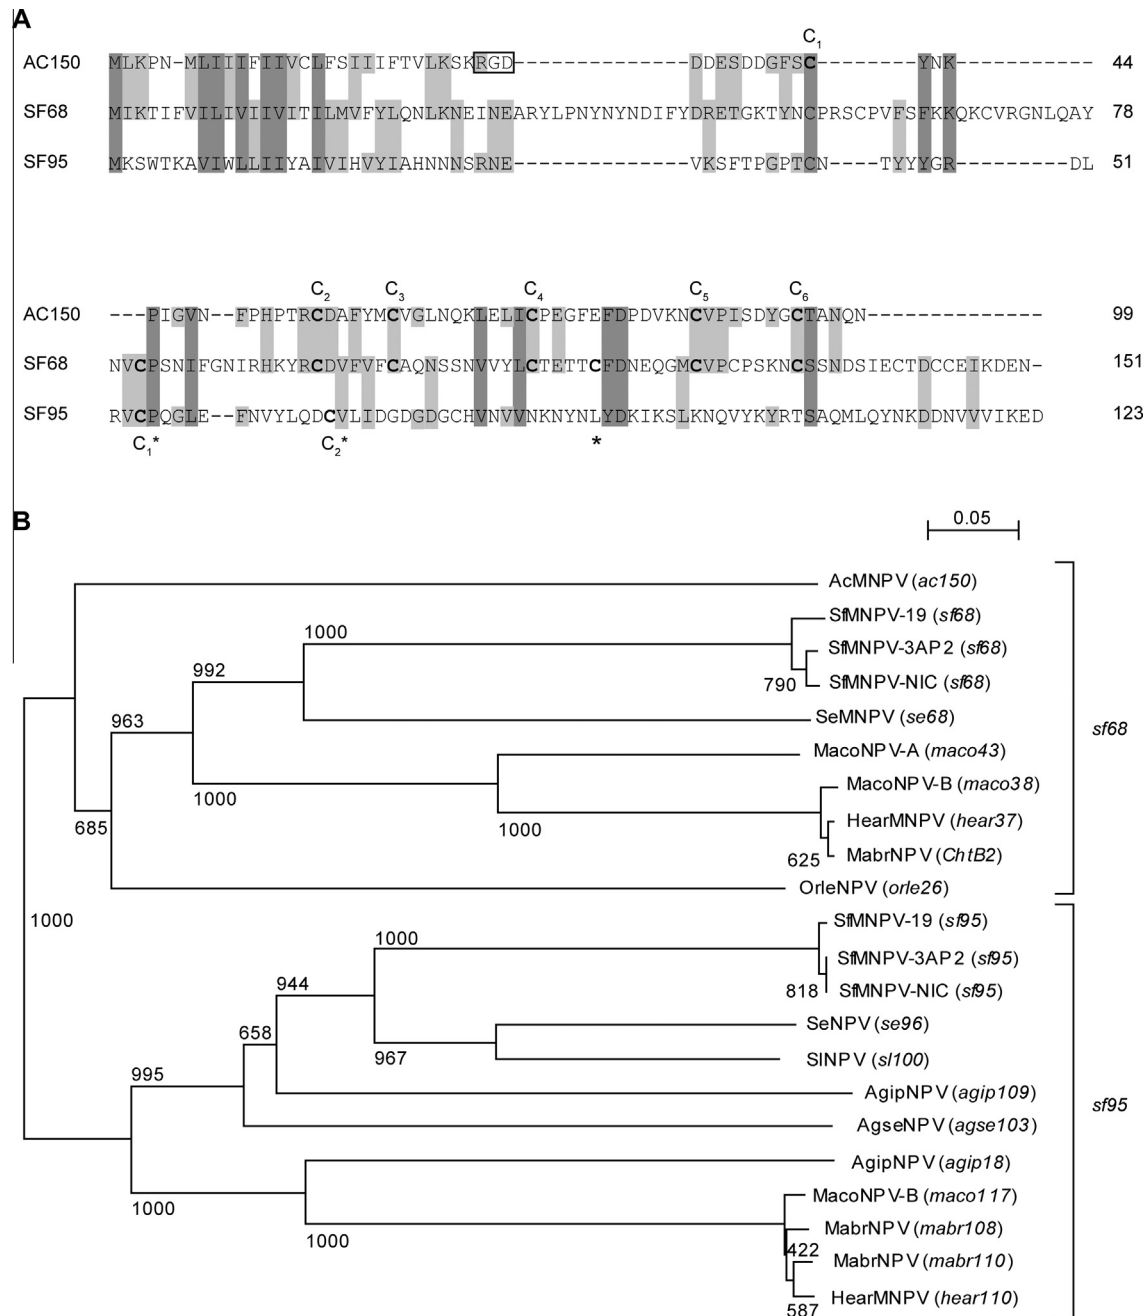 A
C1
AC150 MLKPN-MLIIIFIIVCLFSIIIFTVLKSKRGD--------------DDESDDGFSC--------YNK----------- 44
SF68 MIKTIFVILIVIIVITILMVFYLQNLKNEINEARYLPNYNYNDIFYDRETGKTYNCPRSCPVFSFKKQKCVRGNLQAY 78
SF95 MKSWTKAVIWLLIIYAIVIHVYIAHNNNSRNE--------------VKSFTPGPTCN----TYYYGR---------DL 51
C2 C3 C4 C5 C6
AC150 ---PIGVN--FPHPTRCDAFYMCVGLNQKLELICPEGFEFDPDVKNCVPISDYGCTANQN-------------- 99
SF68 NVCPSNIFGNIRHKYRCDVFVFCAQNSSNVVYLCTETTCFDNEQGMCVPCPSKNCSSNDSIECTDCCEIKDEN- 151
SF95 RVCPQGLE--FNVYLQDCVLIDGDGDGCHVNVVNKNYNLYDKIKSLKNQVYKYRTSAQMLQYNKDDNVVVIKED 123
C1* C2* *
B
0.05
AcMNPV (ac150)
SfMNPV-19 (sf68)
1000
SfMNPV-3AP2 (sf68)
992
790 SfMNPV-NIC (sf68)
SeMNPV (se68)
963
sf68
MacoNPV-A (maco43)
MacoNPV-B (maco38)
1000
HearMNPV (hear37)
685
1000
625 MabrNPV (ChtB2)
OrleNPV (orle26)
1000
SfMNPV-19 (sf95)
1000
SfMNPV-3AP2 (sf95)
944
818 SfMNPV-NIC (sf95)
SeNPV (se96)
658
967
SlNPV (sl100)
995
AgipNPV (agip109)
sf95
AgseNPV (agse103)
AgipNPV (agip18)
MacoNPV-B (maco117)
1000
MabrNPV (mabr108)
1000
422
MabrNPV (mabr110)
HearMNPV (hear110)
587